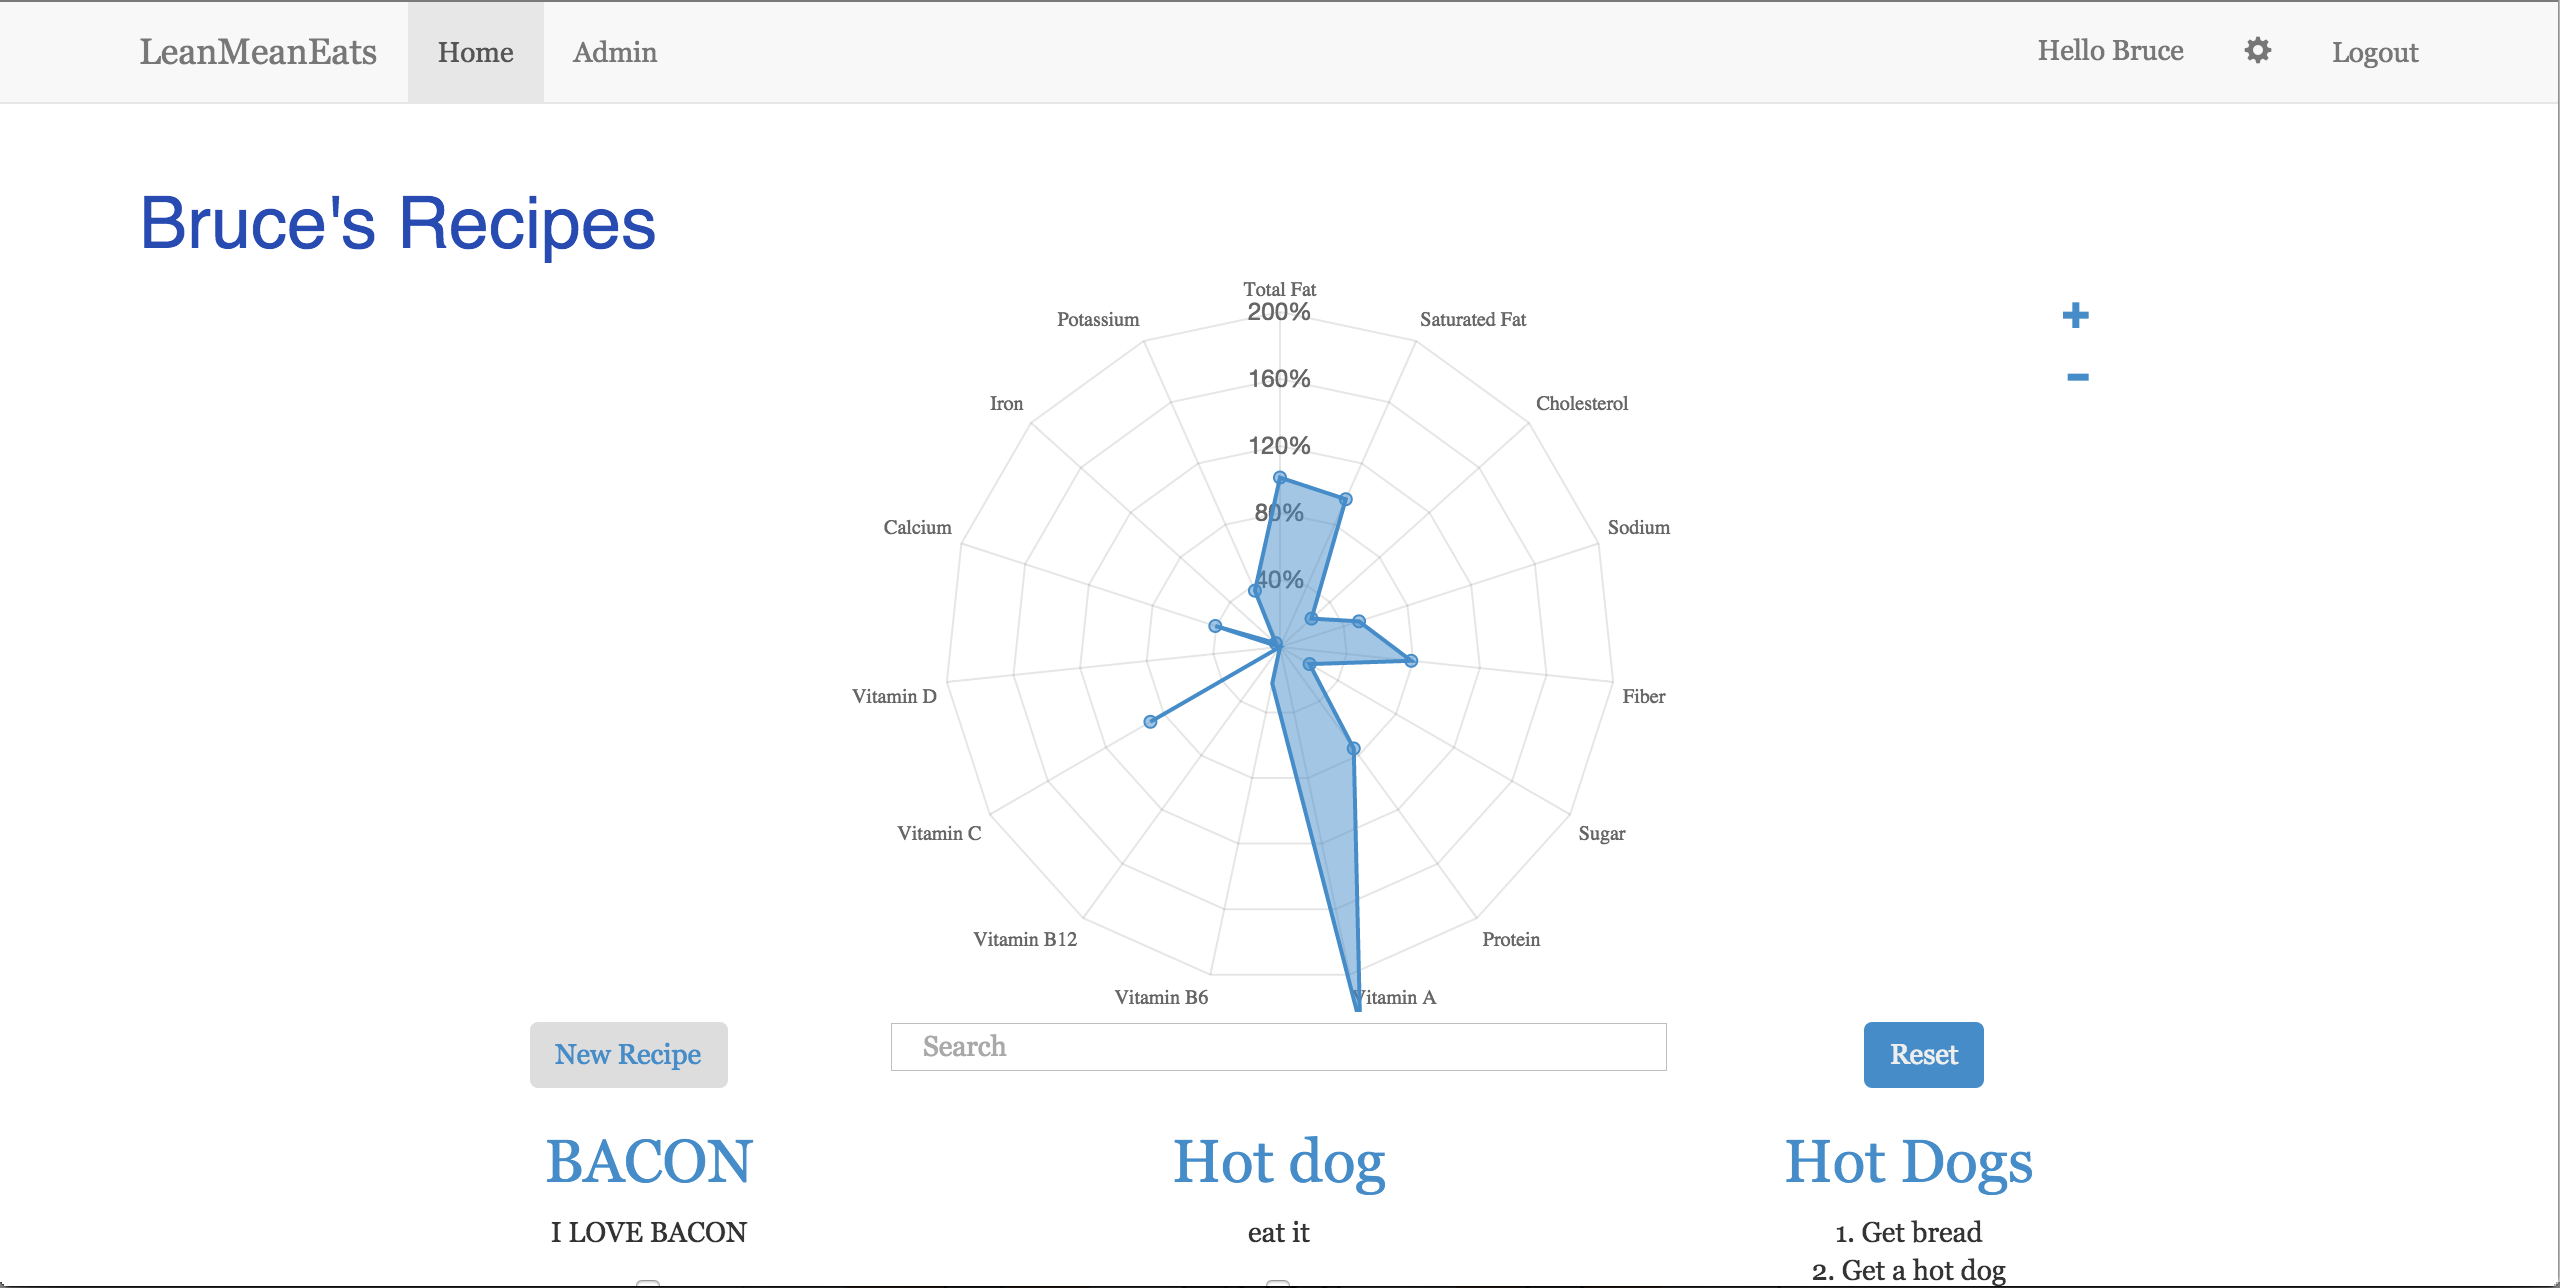 LeanMeanEats Home Admin Hello Bruce Logout
Bruce's Recipes
Total Fat
200%
Potassium
Saturated Fat
160%
Iron
Cholesterol
120%
80%
Calcium
Sodium
40%
Vitamin D
Fiber
Vitamin C
Sugar
Vitamin B12
Protein
Vitamin B6
Vitamin A
New Recipe
Search
Reset
BACON
Hot dog
Hot Dogs
I LOVE BACON
eat it
1. Get bread
2. Get a hot dog